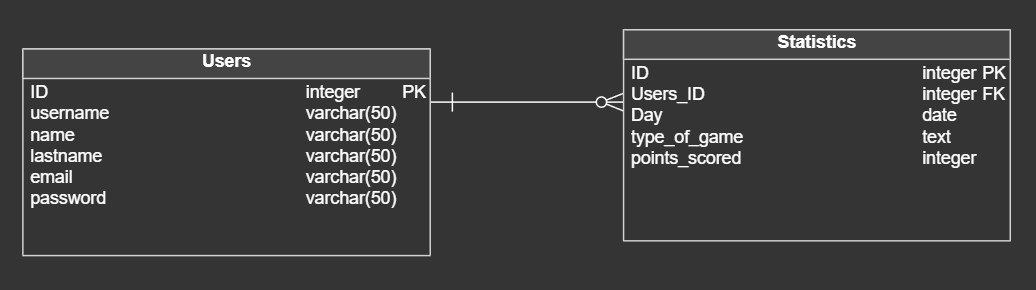 Users
ID integer PK
username varchar(50)
name varchar(50)
lastname varchar(50)
email varchar(50)
password varchar(50)
Statistics
ID integer PK
Users_ID integer FK
Day date
type_of_game text
points_scored integer